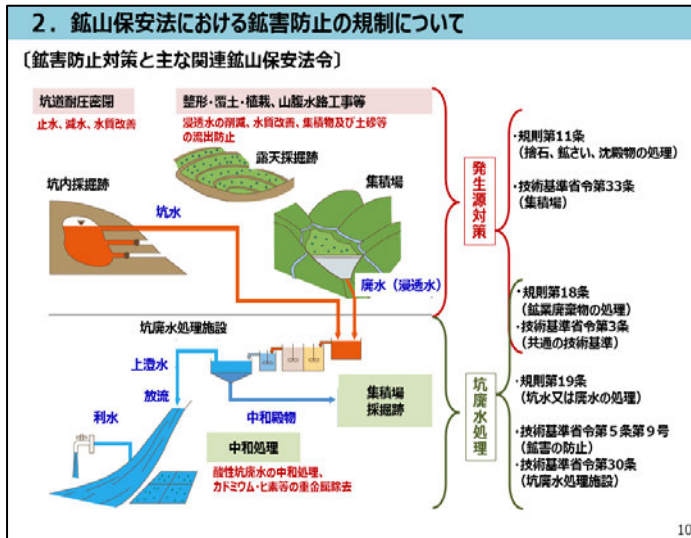 ２．鉱山保安法における鉱害防止の規制について
〔鉱害防止対策と主な関連鉱山保安法令〕
坑道耐圧密閉
止水、減水、水質改善
整形・覆土・植栽、山腹水路工事等
浸透水の削減、水質改善、集積物及び土砂等
の流出防止
露天採掘跡
坑内採掘跡
集積場
坑水
廃水（浸透水）
発生源対策
・規則第11条
（捨石、鉱さい、沈殿物の処理）
・技術基準省令第33条
（集積場）
・規則第18条
（鉱業廃棄物の処理）
・技術基準省令第3条
（共通の技術基準）
坑廃水処理施設
上澄水
放流
利水
中和殿物
集積場
採掘跡
中和処理
酸性坑廃水の中和処理、
カドミウム・ヒ素等の重金属除去
坑廃水処理
・規則第19条
（坑水又は廃水の処理）
・技術基準省令第５条第９号
（鉱害の防止）
・技術基準省令第30条
（坑廃水処理施設）
10